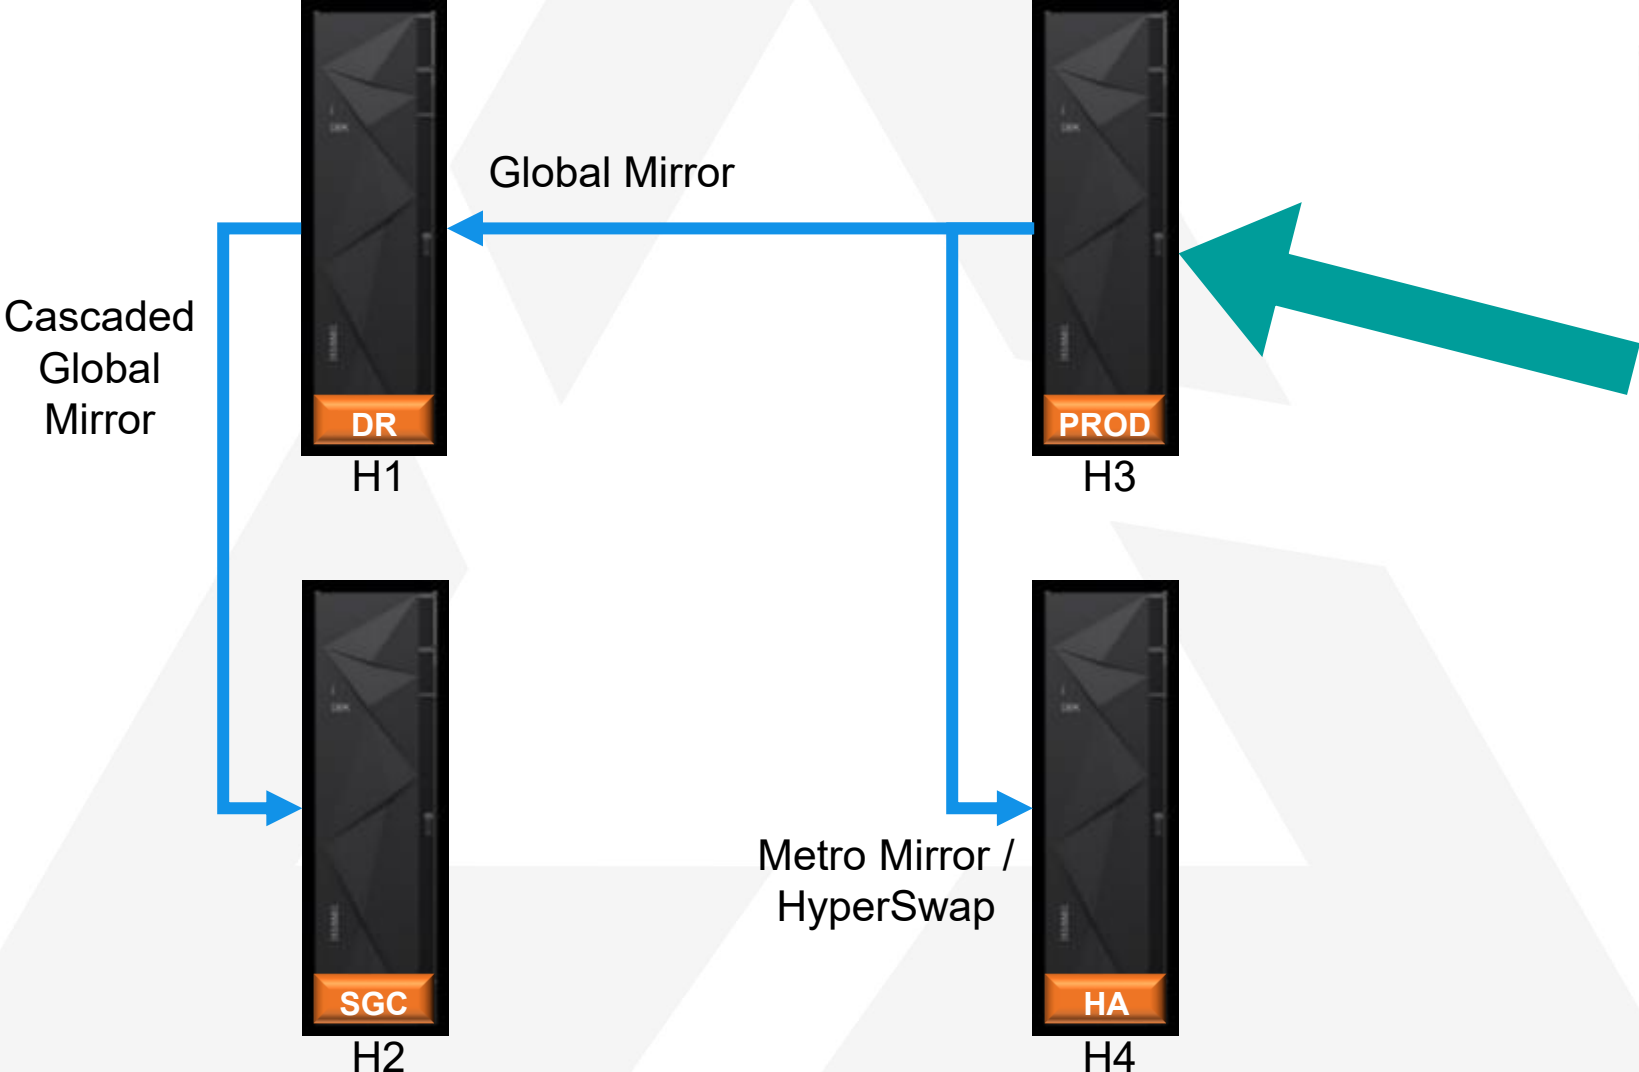 Global Mirror
Cascaded
Global
Mirror
DR
H1
PROD
H3
Metro Mirror /
HyperSwap
SGC
H2
HA
H4